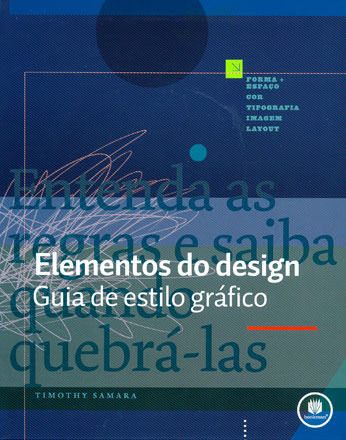 FORMA +
ESPAÇO
COR
TIPOGRAFIA
IMAGEM
LAYOUT
Entenda as
regras e saiba
Elementos do design
Guia de estilo gráfico
quando
quebrá-las
TIMOTHY SAMARA
bookman